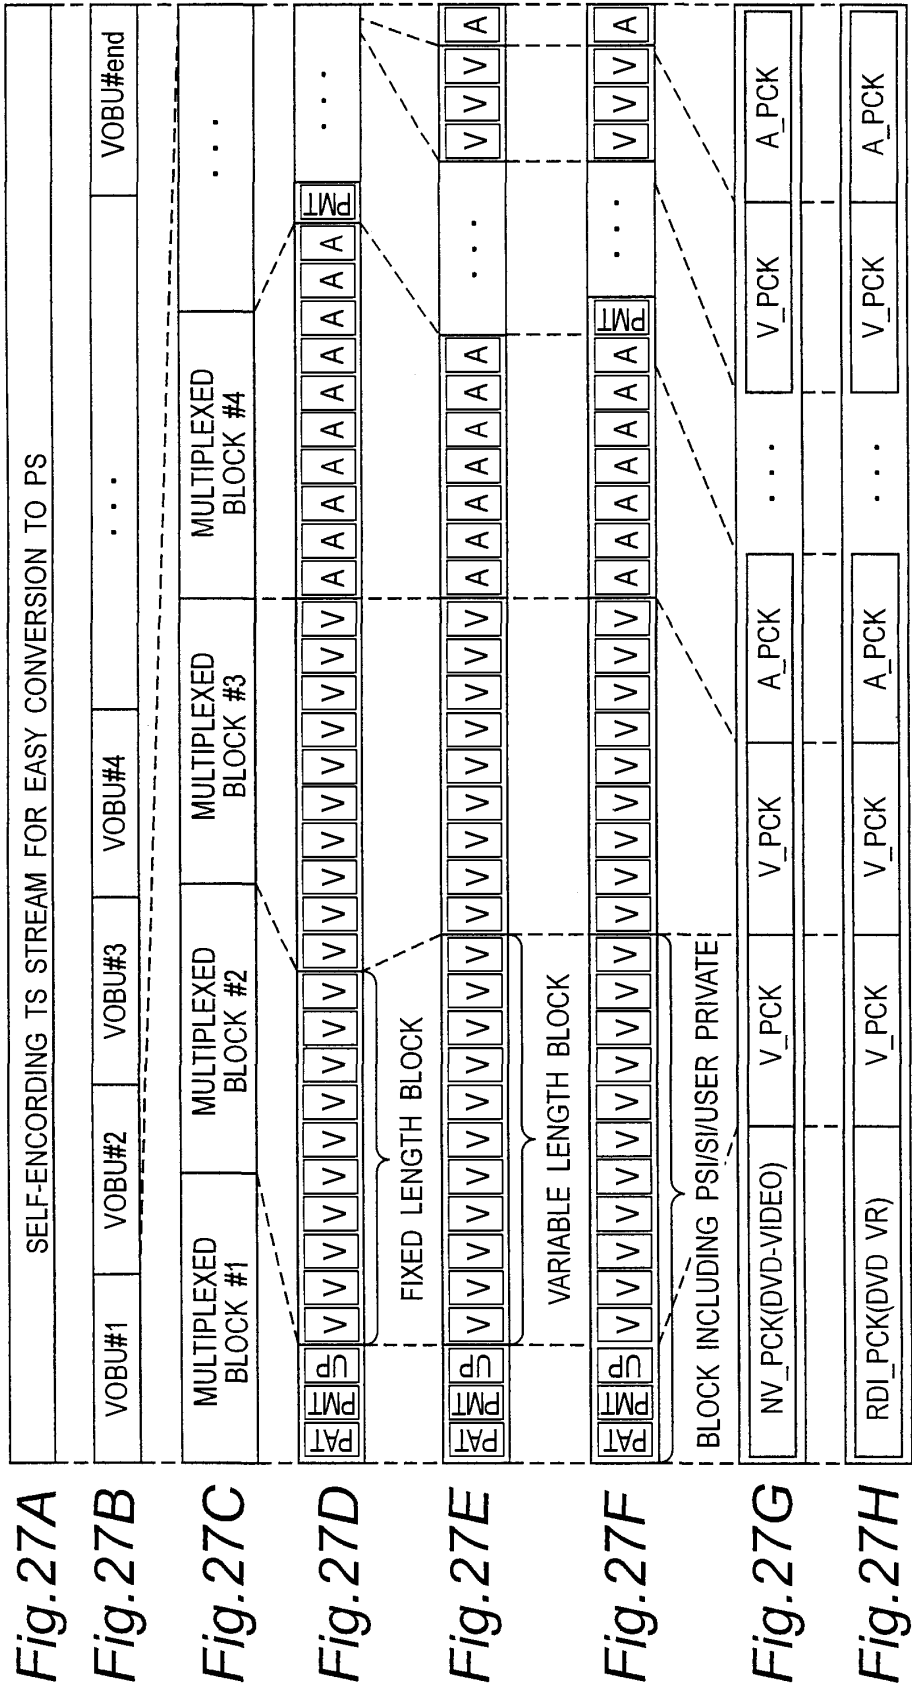 Fig.27A
SELF-ENCORDING TS STREAM FOR EASY CONVERSION TO PS
Fig.27B
VOBU#1 VOBU#2 VOBU#3 VOBU#4 ... VOBU#end
Fig.27C
MULTIPLEXED BLOCK #1 MULTIPLEXED BLOCK #2 MULTIPLEXED BLOCK #3 MULTIPLEXED BLOCK #4 ...
Fig.27D
PAT PMT UP V V V V V V V V V V V V V V V V V V V V A A A A A A A A A A PMT ...
FIXED LENGTH BLOCK
Fig.27E
PAT PMT UP V V V V V V V V V V V V V V V V V V V V A A A A A A A ... V V V A
VARIABLE LENGTH BLOCK
Fig.27F
PAT PMT UP V V V V V V V V V V V V V V V V V V V V A A A A A A A PMT ... V V V A
BLOCK INCLUDING PSI/SI/USER PRIVATE
Fig.27G
NV_PCK(DVD-VIDEO) V_PCK V_PCK A_PCK ... V_PCK A_PCK
Fig.27H
RDI_PCK(DVD VR) V_PCK V_PCK A_PCK ... V_PCK A_PCK